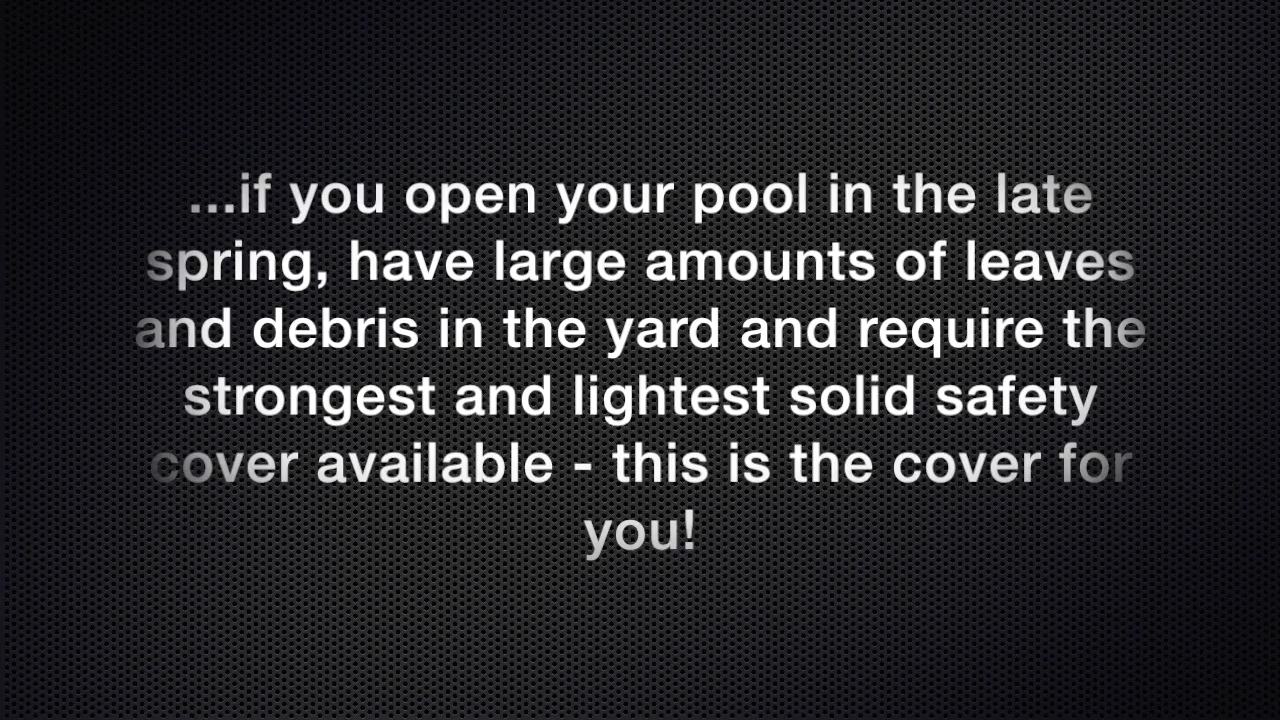 ...if you open your pool in the late
spring, have large amounts of leaves
and debris in the yard and require the
strongest and lightest solid safety
cover available - this is the cover for
you!